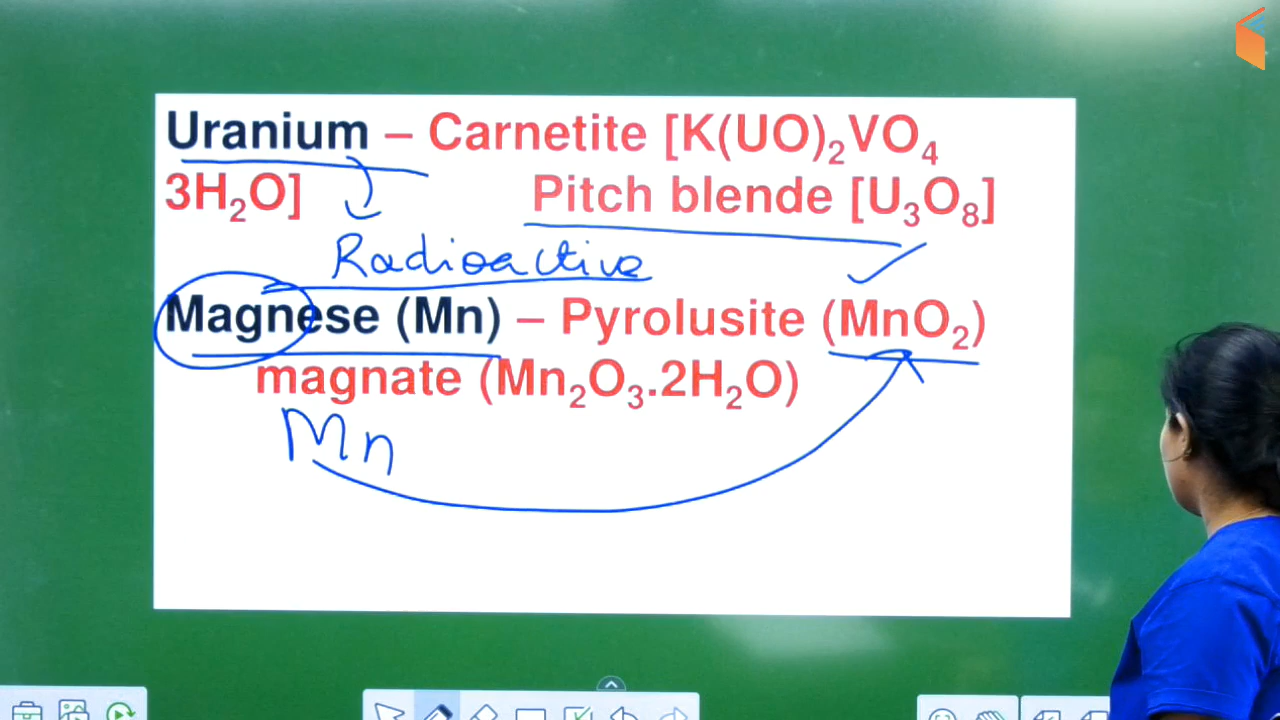 Uranium – Carnetite [K(UO)₂VO₄
3H₂O] Pitch blende [U₃O₈]
Radioactive
Magnese (Mn) – Pyrolusite (MnO₂)
magnate (Mn₂O₃.2H₂O)
Mn